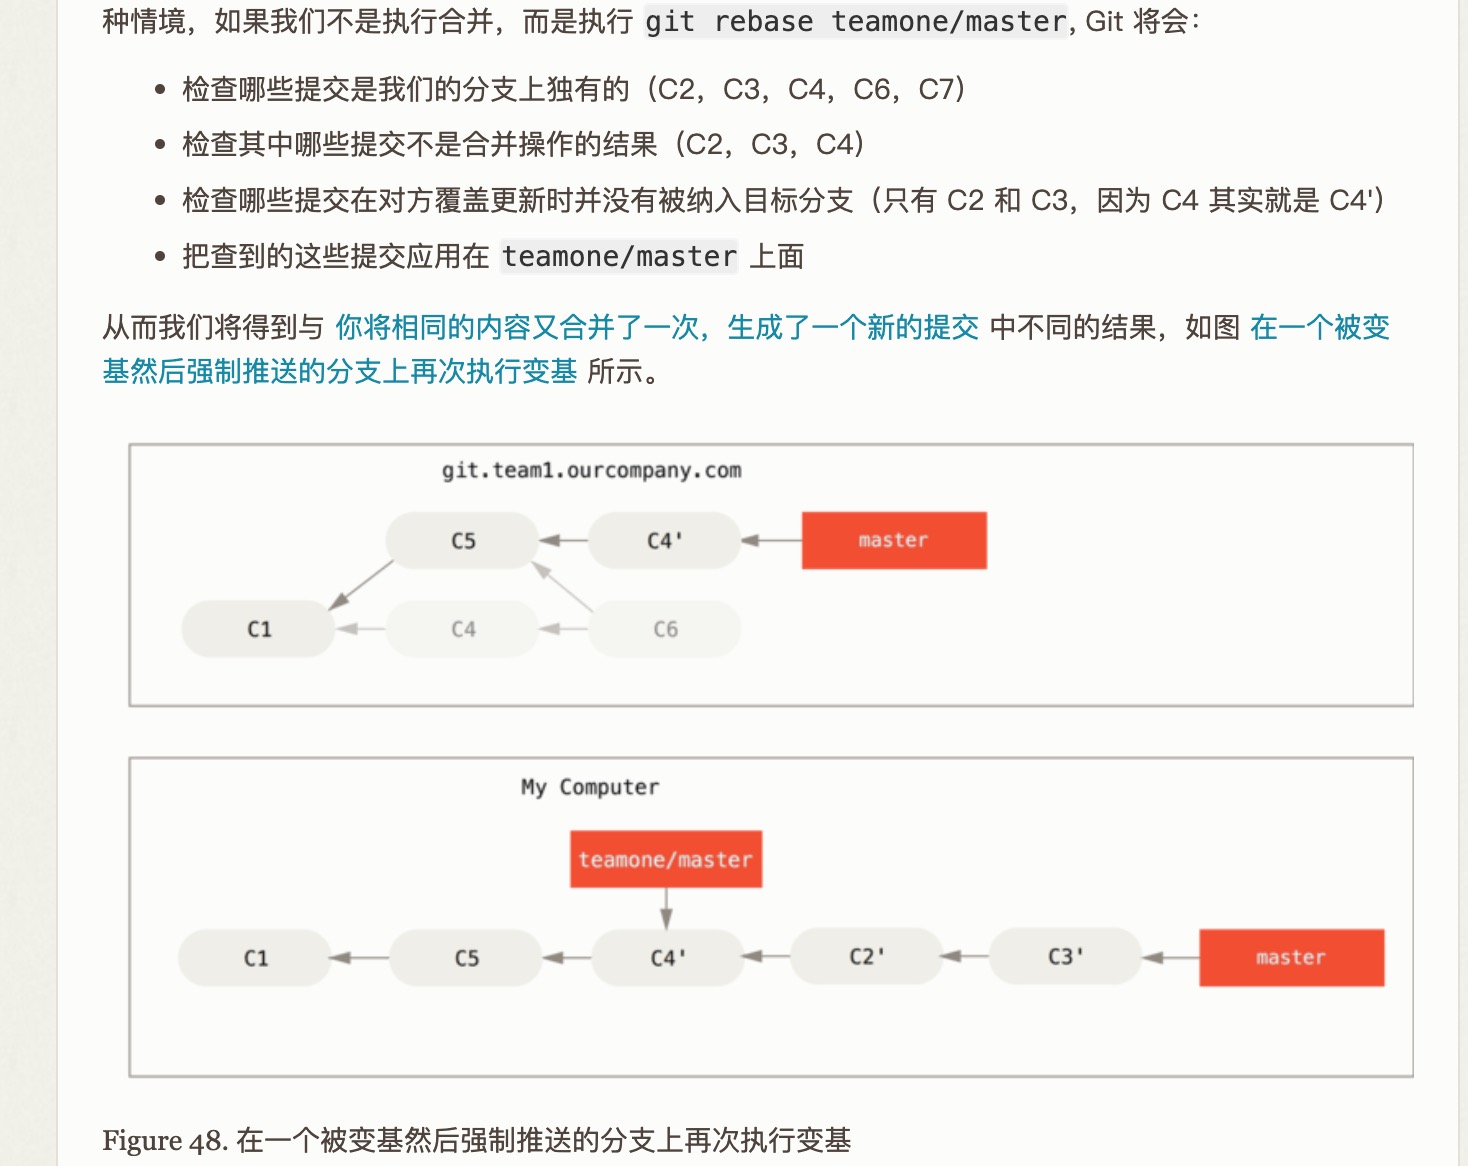 种情境，如果我们不是执行合并，而是执行 git rebase teamone/master, Git 将会：
• 检查哪些提交是我们的分支上独有的（C2，C3，C4，C6，C7）
• 检查其中哪些提交不是合并操作的结果（C2，C3，C4）
• 检查哪些提交在对方覆盖更新时并没有被纳入目标分支（只有 C2 和 C3，因为 C4 其实就是 C4'）
• 把查到的这些提交应用在 teamone/master 上面
从而我们将得到与 你将相同的内容又合并了一次，生成了一个新的提交 中不同的结果，如图 在一个被变
基然后强制推送的分支上再次执行变基 所示。
git.team1.ourcompany.com
C5 C4' master
C1 C4 C6
My Computer
teamone/master
C1 C5 C4' C2' C3' master
Figure 48. 在一个被变基然后强制推送的分支上再次执行变基